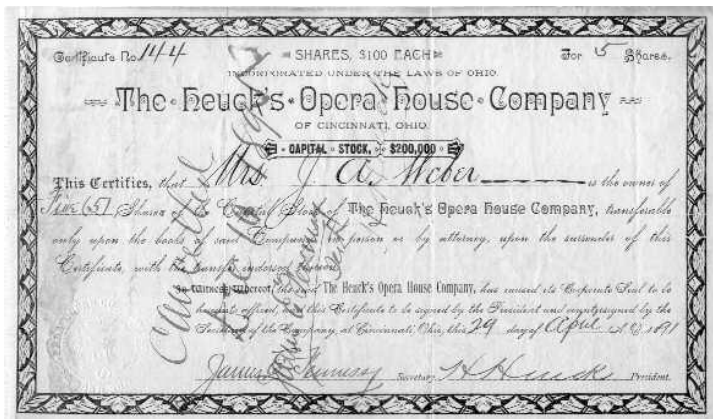 Certificate No. 144 SHARES, $100 EACH For 5 Shares.
INCORPORATED UNDER THE LAWS OF OHIO.
The Heuck's Opera House Company
OF CINCINNATI, OHIO.
CAPITAL STOCK, $200,000
This Certifies, that Mrs J. A. Weber is the owner of
Five (5) Shares of the Capital Stock of The Heuck's Opera House Company, transferable
only upon the books of said Company in person or by attorney, upon the surrender of this
Certificate, with the transfer indorsed hereon.
In Witness Whereof, the said The Heuck's Opera House Company, has caused its Corporate Seal to be
hereunto affixed, and this Certificate to be signed by the President and countersigned by the
Secretary of the Company, at Cincinnati, Ohio, this 29 day of April A.D. 1891
James Hennessy Secretary. H Heuck President.
Cancelled